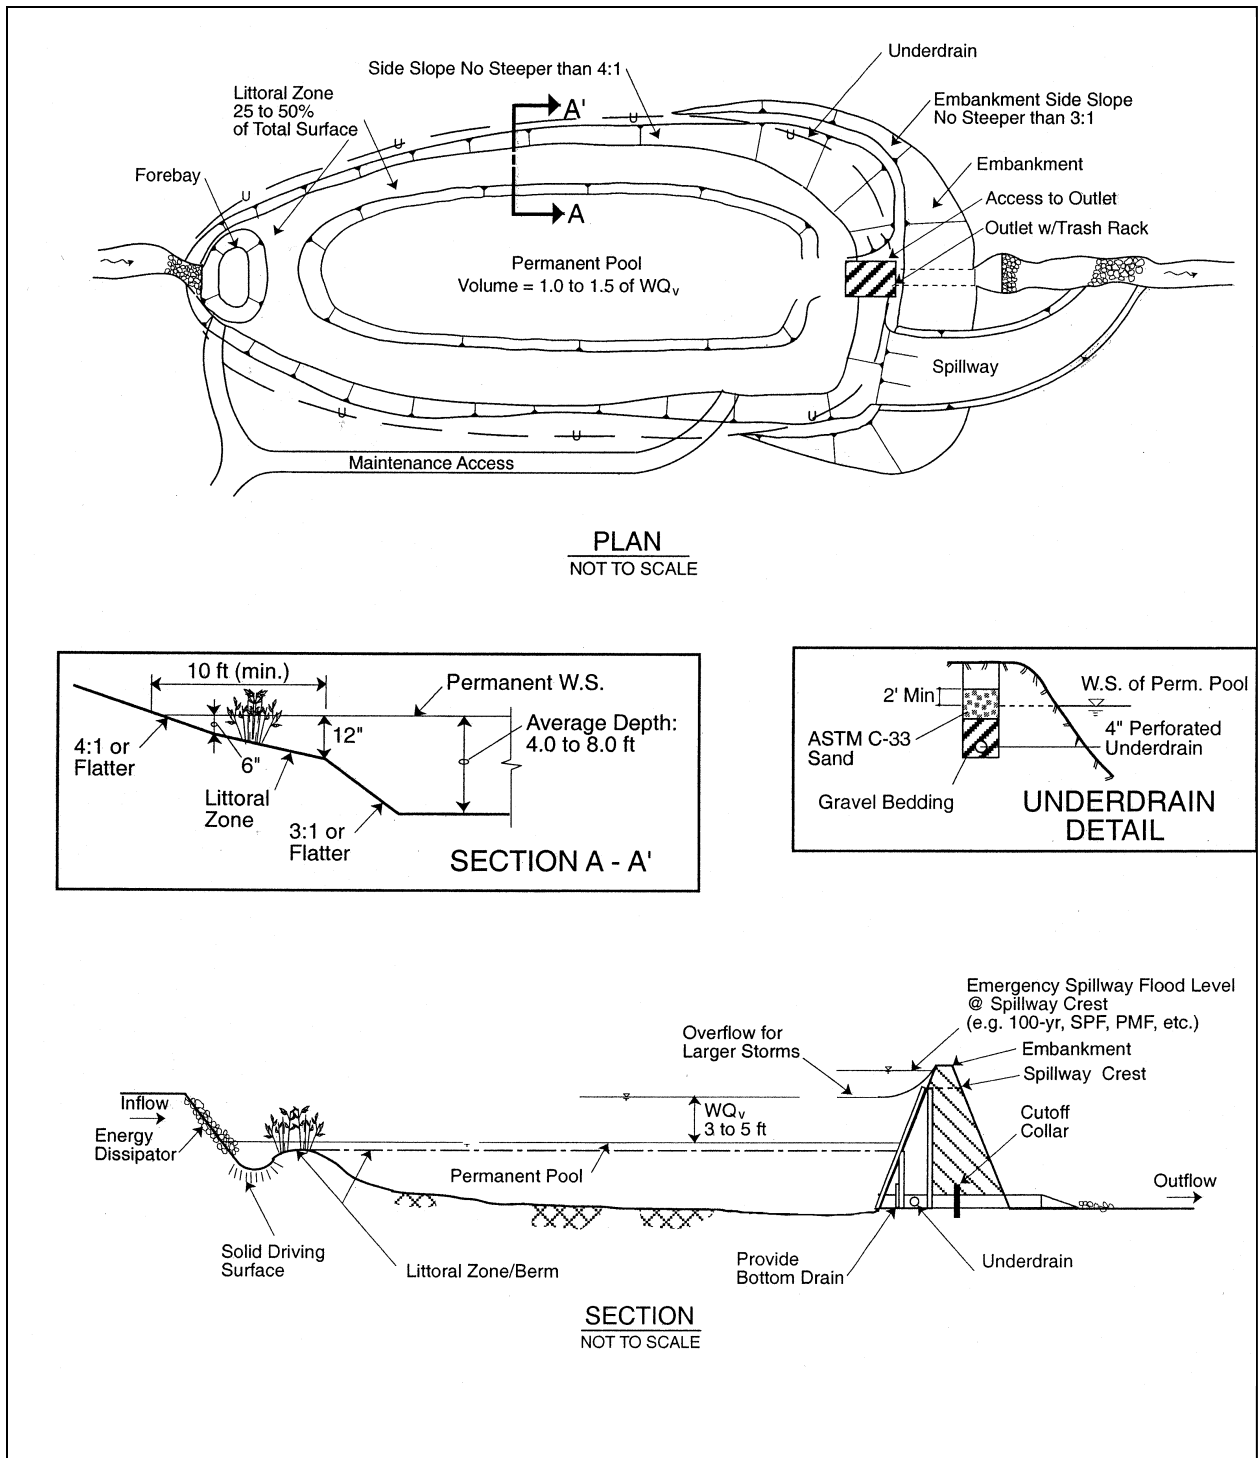 Underdrain
Side Slope No Steeper than 4:1
Littoral Zone
25 to 50%
of Total Surface
A'
Embankment Side Slope
No Steeper than 3:1
Forebay
Embankment
Access to Outlet
A
Outlet w/Trash Rack
Permanent Pool
Volume = 1.0 to 1.5 of WQv
Spillway
Maintenance Access
U
U
U
U
U
U
U
PLAN
NOT TO SCALE
10 ft (min.)
Permanent W.S.
12"
Average Depth:
4.0 to 8.0 ft
4:1 or
Flatter
6"
Littoral
Zone
3:1 or
Flatter
SECTION A - A'
2' Min
W.S. of Perm. Pool
ASTM C-33
Sand
4" Perforated
Underdrain
Gravel Bedding
UNDERDRAIN
DETAIL
Emergency Spillway Flood Level
@ Spillway Crest
(e.g. 100-yr, SPF, PMF, etc.)
Overflow for
Larger Storms
Embankment
Spillway Crest
Inflow
WQv
3 to 5 ft
Cutoff
Collar
Energy
Dissipator
Permanent Pool
Outflow
Solid Driving
Surface
Littoral Zone/Berm
Provide
Bottom Drain
Underdrain
SECTION
NOT TO SCALE